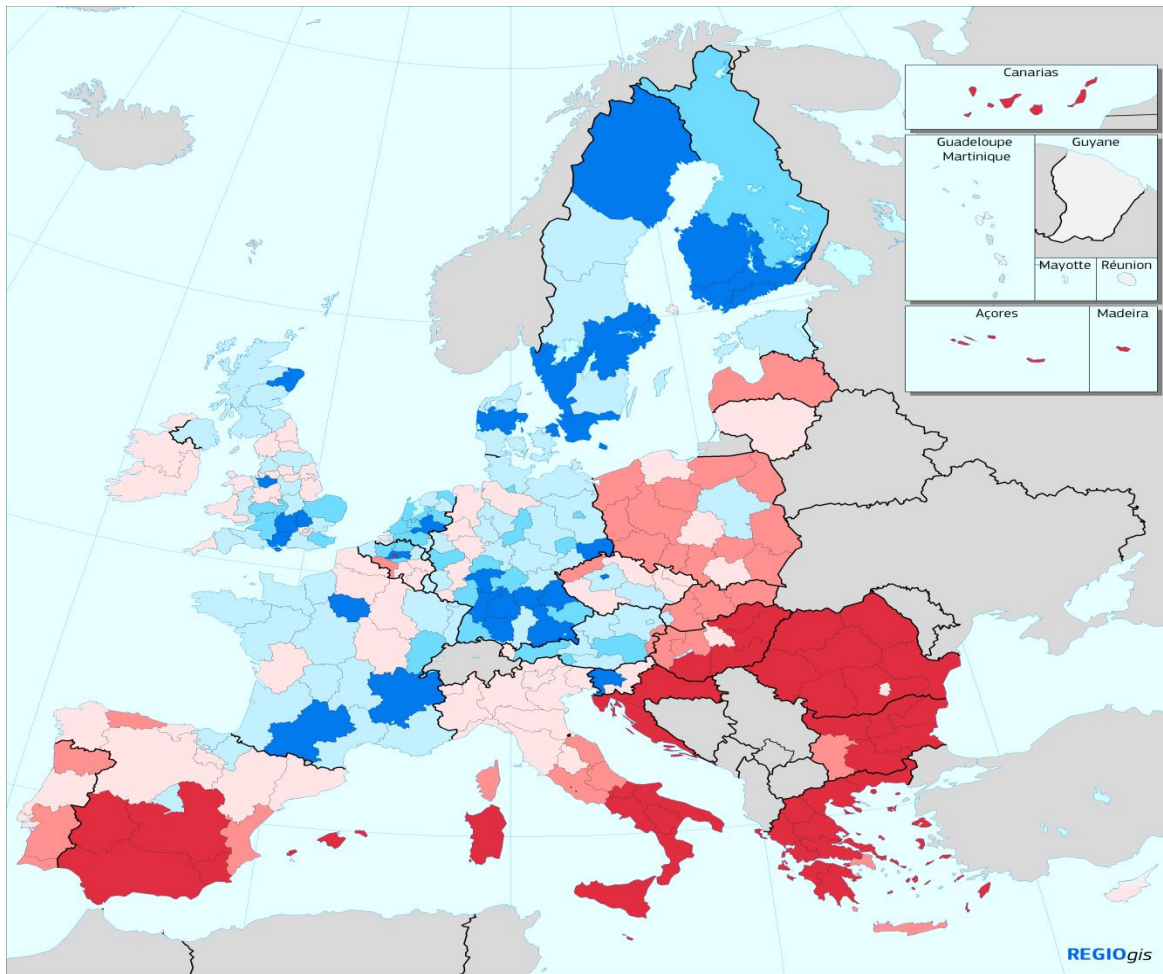 Canarias
Guadeloupe
Martinique
Guyane
Mayotte
Réunion
Açores
Madeira
REGIOgis